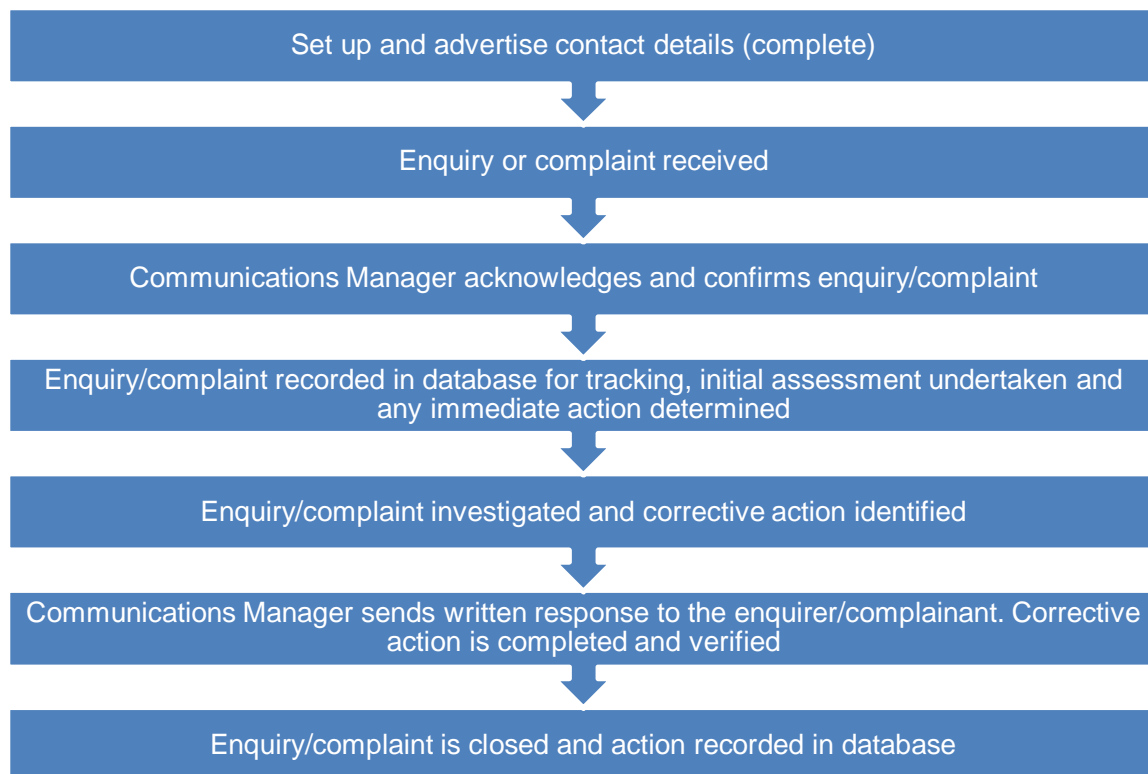 Set up and advertise contact details (complete)
Enquiry or complaint received
Communications Manager acknowledges and confirms enquiry/complaint
Enquiry/complaint recorded in database for tracking, initial assessment undertaken and
any immediate action determined
Enquiry/complaint investigated and corrective action identified
Communications Manager sends written response to the enquirer/complainant. Corrective
action is completed and verified
Enquiry/complaint is closed and action recorded in database